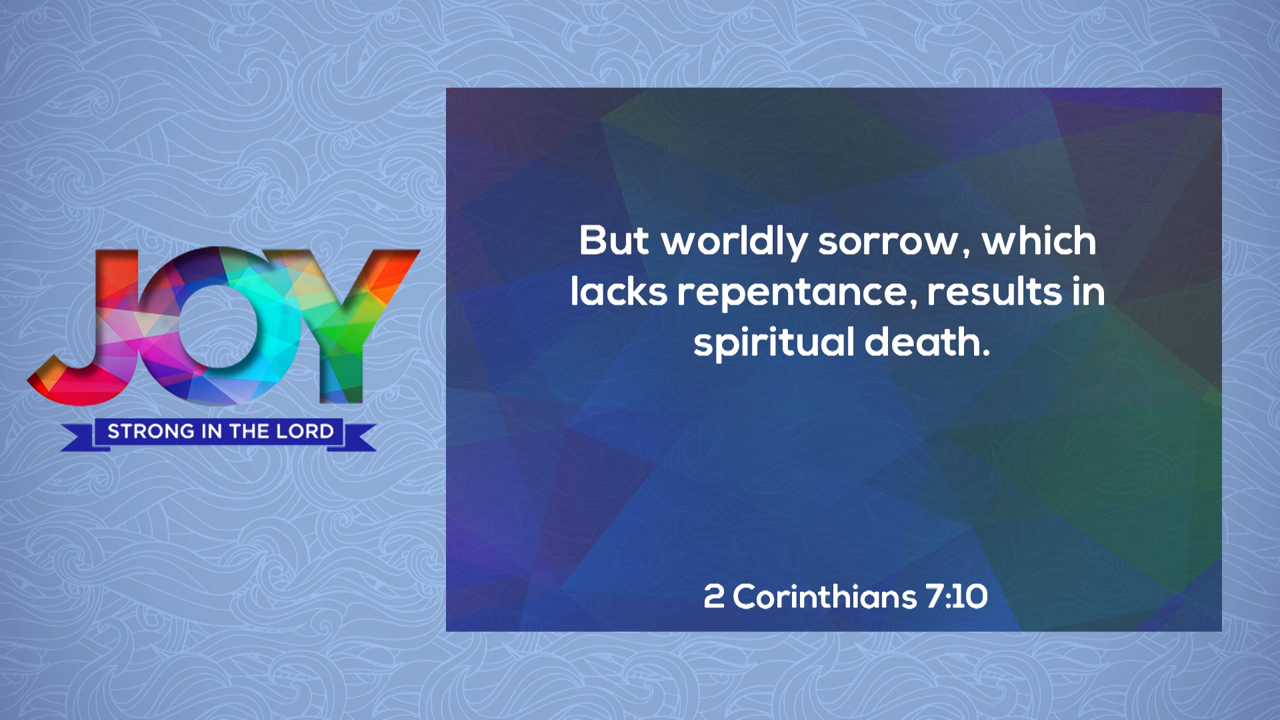 JOY
STRONG IN THE LORD
But worldly sorrow, which
lacks repentance, results in
spiritual death.
2 Corinthians 7:10